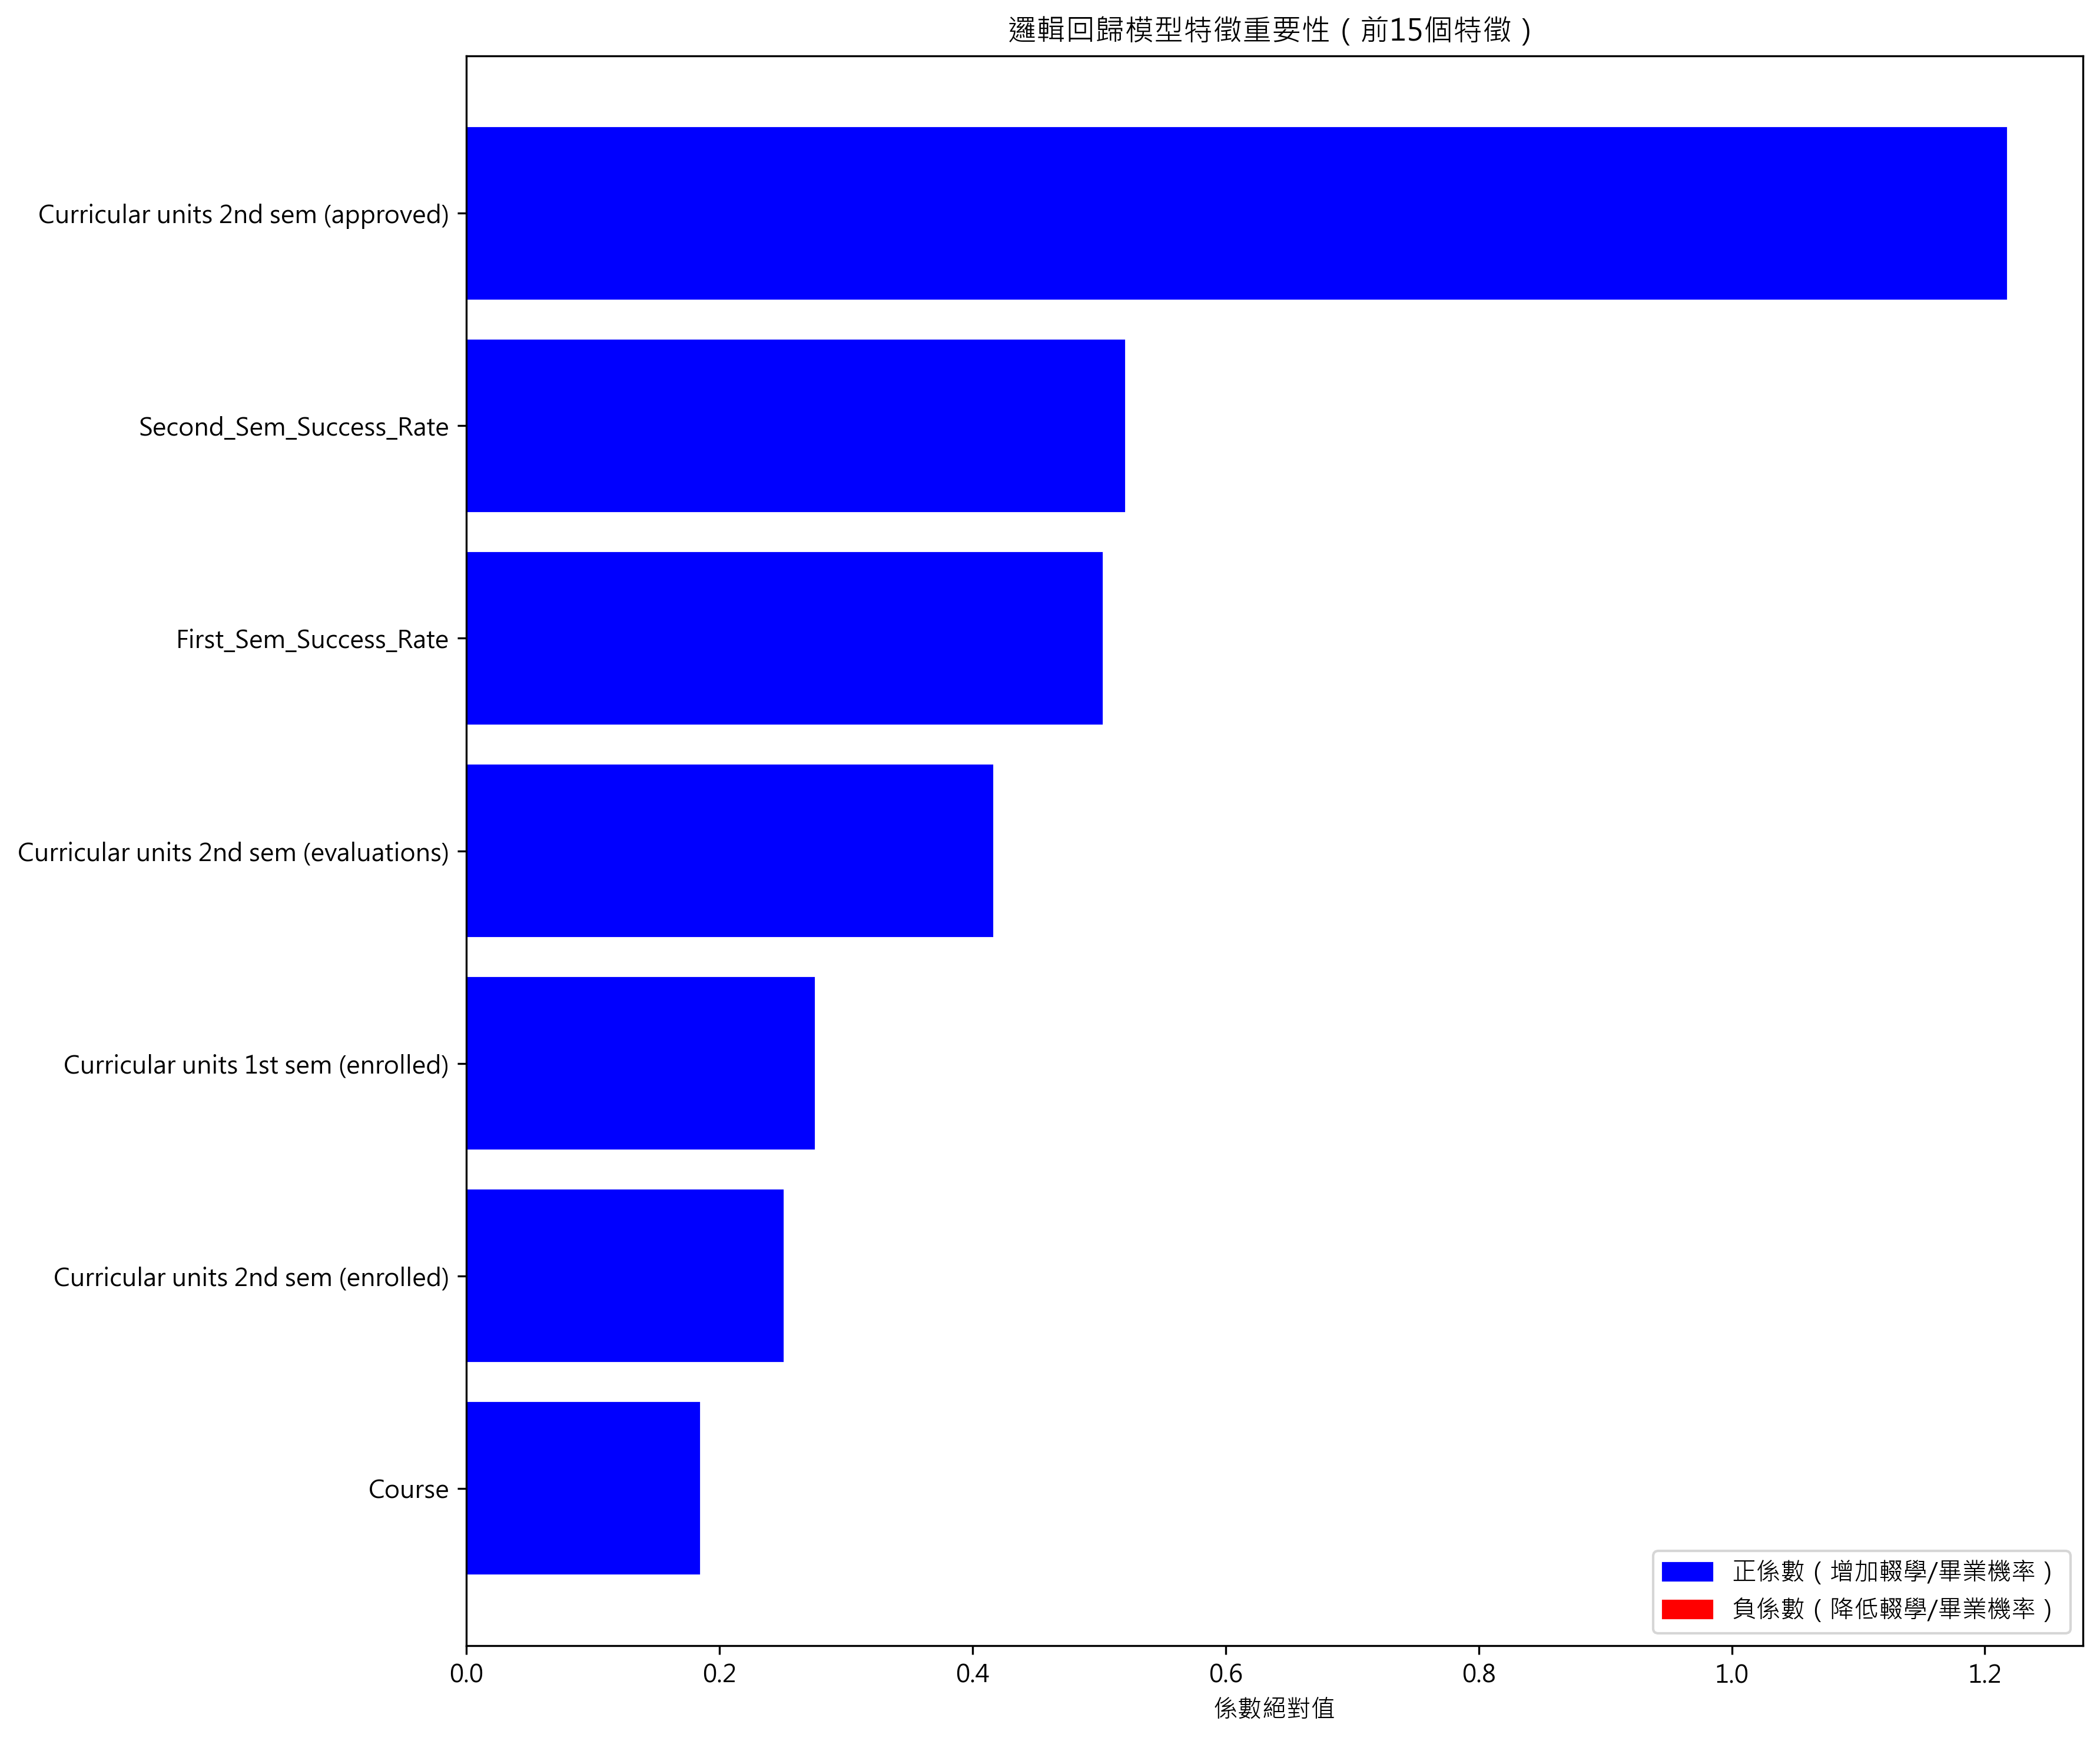 邏輯回歸模型特徵重要性（前15個特徵）
Curricular units 2nd sem (approved)
Second_Sem_Success_Rate
First_Sem_Success_Rate
Curricular units 2nd sem (evaluations)
Curricular units 1st sem (enrolled)
Curricular units 2nd sem (enrolled)
Course
正係數（增加輟學/畢業機率）
負係數（降低輟學/畢業機率）
0.0 0.2 0.4 0.6 0.8 1.0 1.2
係數絕對值